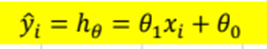 ŷᵢ = h_θ = θ₁xᵢ + θ₀